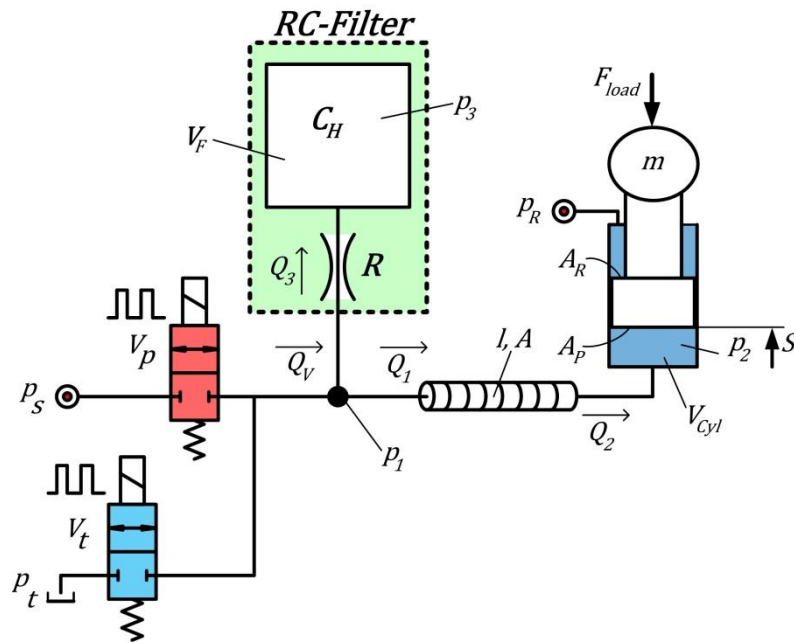 RC-Filter
C_H
p_3
V_F
F_load
m
p_R
Q_3
R
A_R
V_p
Q_V
Q_1
l, A
A_P
p_2
S
p_s
Q_2
V_Cyl
p_1
V_t
p_t